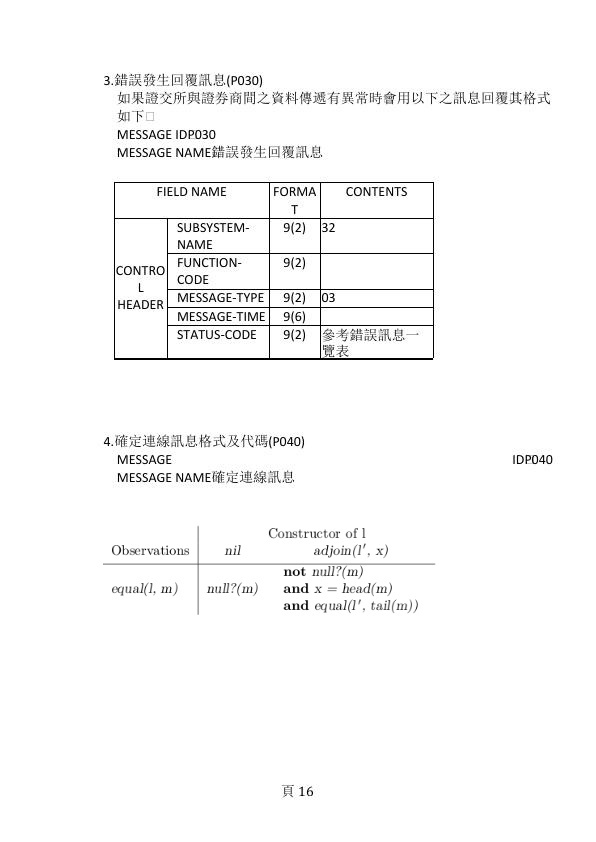 3.錯誤發生回覆訊息(P030)
如果證交所與證券商間之資料傳遞有異常時會用以下之訊息回覆其格式
如下□
MESSAGE IDP030
MESSAGE NAME錯誤發生回覆訊息
FIELD NAME FORMA CONTENTS
T
SUBSYSTEM- 9(2) 32
NAME
FUNCTION- 9(2)
CODE
CONTRO
L
HEADER
MESSAGE-TYPE 9(2) 03
MESSAGE-TIME 9(6)
STATUS-CODE 9(2) 參考錯誤訊息一
覽表
4.確定連線訊息格式及代碼(P040)
MESSAGE IDP040
MESSAGE NAME確定連線訊息
Constructor of l
Observations nil adjoin(l′, x)
not null?(m)
equal(l, m) null?(m) and x = head(m)
and equal(l′, tail(m))
頁 16